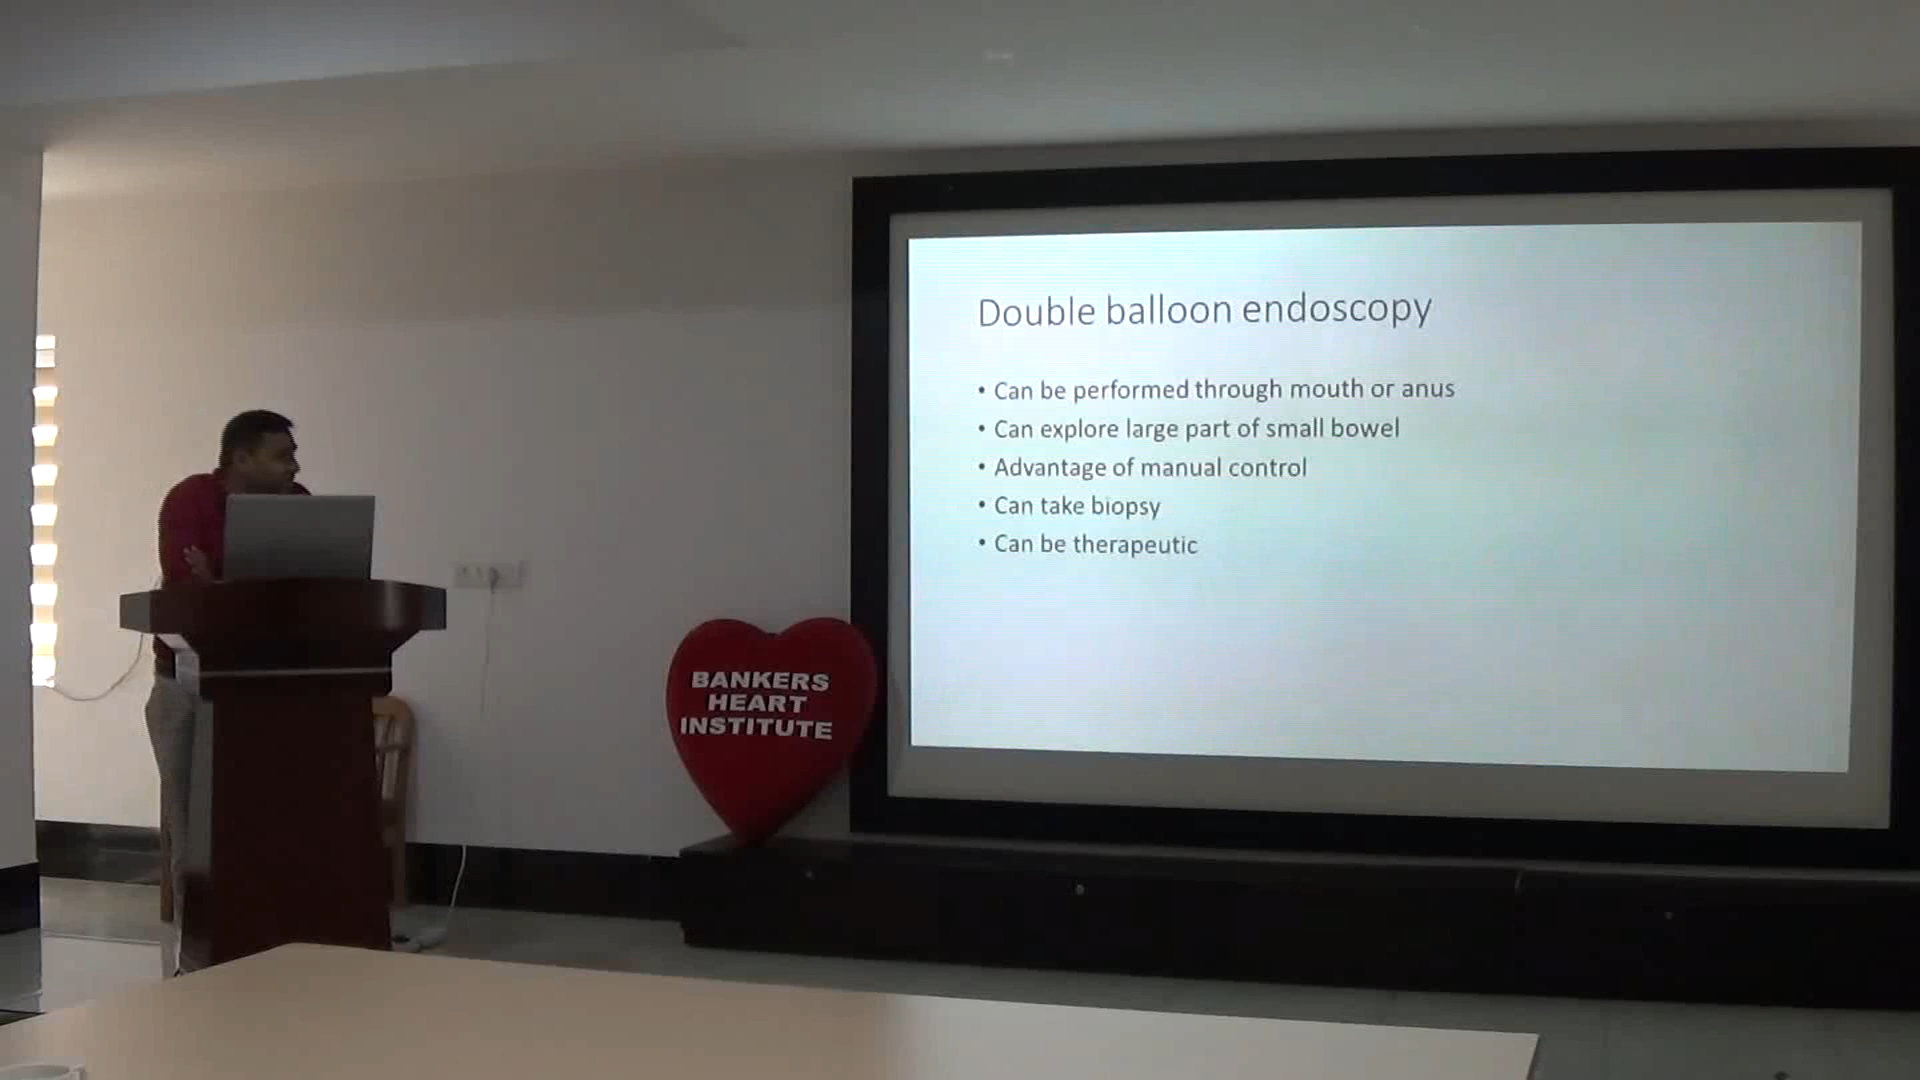 Double balloon endoscopy
• Can be performed through mouth or anus
• Can explore large part of small bowel
• Advantage of manual control
• Can take biopsy
• Can be therapeutic
BANKERS
HEART
INSTITUTE